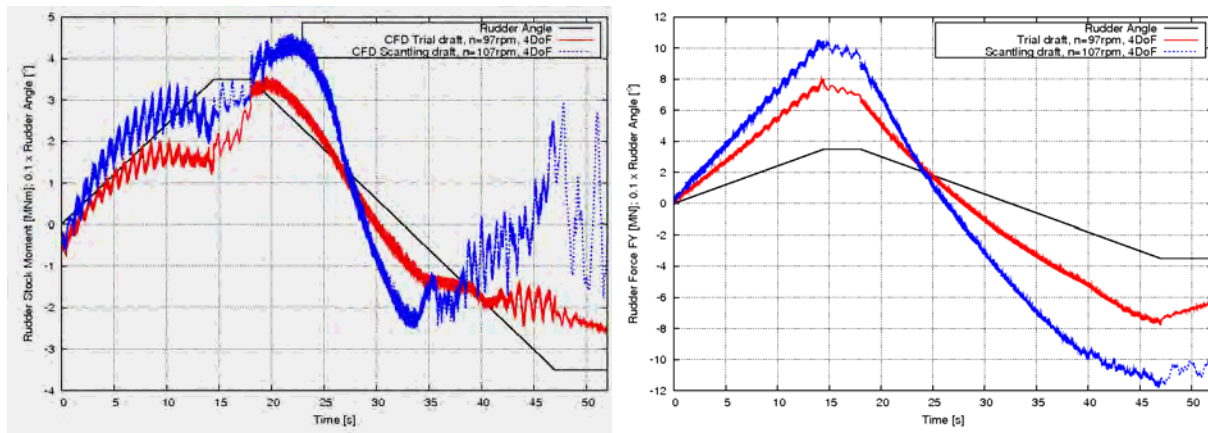 Rudder Angle
CFD Trial draft, n=97rpm, 4DoF
CFD Scantling draft, n=107rpm, 4DoF
Rudder Stock Moment [MNm]; 0.1 x Rudder Angle [°]
5
4
3
2
1
0
-1
-2
-3
-4
0 5 10 15 20 25 30 35 40 45 50
Time [s]
Rudder Angle
Trial draft, n=97rpm, 4DoF
Scantling draft, n=107rpm, 4DoF
Rudder Force FY [MN]; 0.1 x Rudder Angle [°]
12
10
8
6
4
2
0
-2
-4
-6
-8
-10
-12
0 5 10 15 20 25 30 35 40 45 50
Time [s]